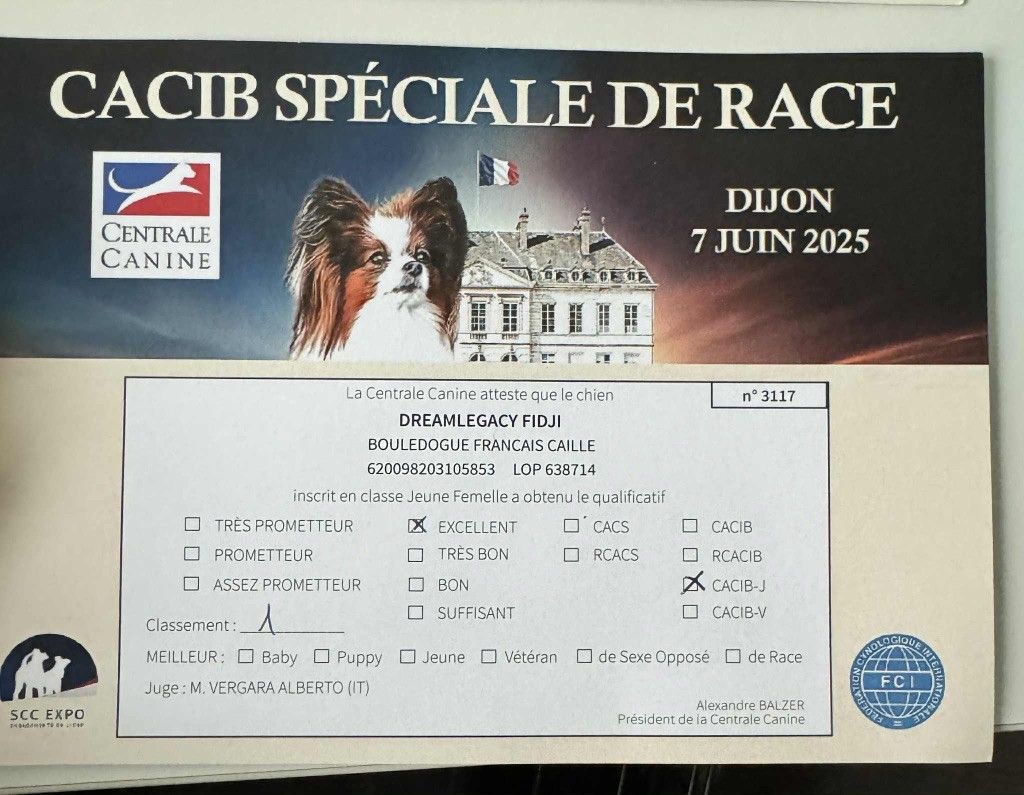 CACIB SPÉCIALE DE RACE
CENTRALE
CANINE
DIJON
7 JUIN 2025
La Centrale Canine atteste que le chien
n° 3117
DREAMLEGACY FIDJI
BOULEDOGUE FRANCAIS CAILLE
620098203105853 LOP 638714
inscrit en classe Jeune Femelle a obtenu le qualificatif
☐ TRÈS PROMETTEUR ☒ EXCELLENT ☐ CACS ☐ CACIB
☐ PROMETTEUR ☐ TRÈS BON ☐ RCACS ☐ RCACIB
☐ ASSEZ PROMETTEUR ☐ BON ☒ CACIB-J
☐ SUFFISANT ☐ CACIB-V
Classement : 1
MEILLEUR : ☐ Baby ☐ Puppy ☐ Jeune ☐ Vétéran ☐ de Sexe Opposé ☐ de Race
Juge : M. VERGARA ALBERTO (IT)
Alexandre BALZER
Président de la Centrale Canine
SCC EXPO
FEDERATION CYNOLOGIQUE INTERNATIONALE
FCI